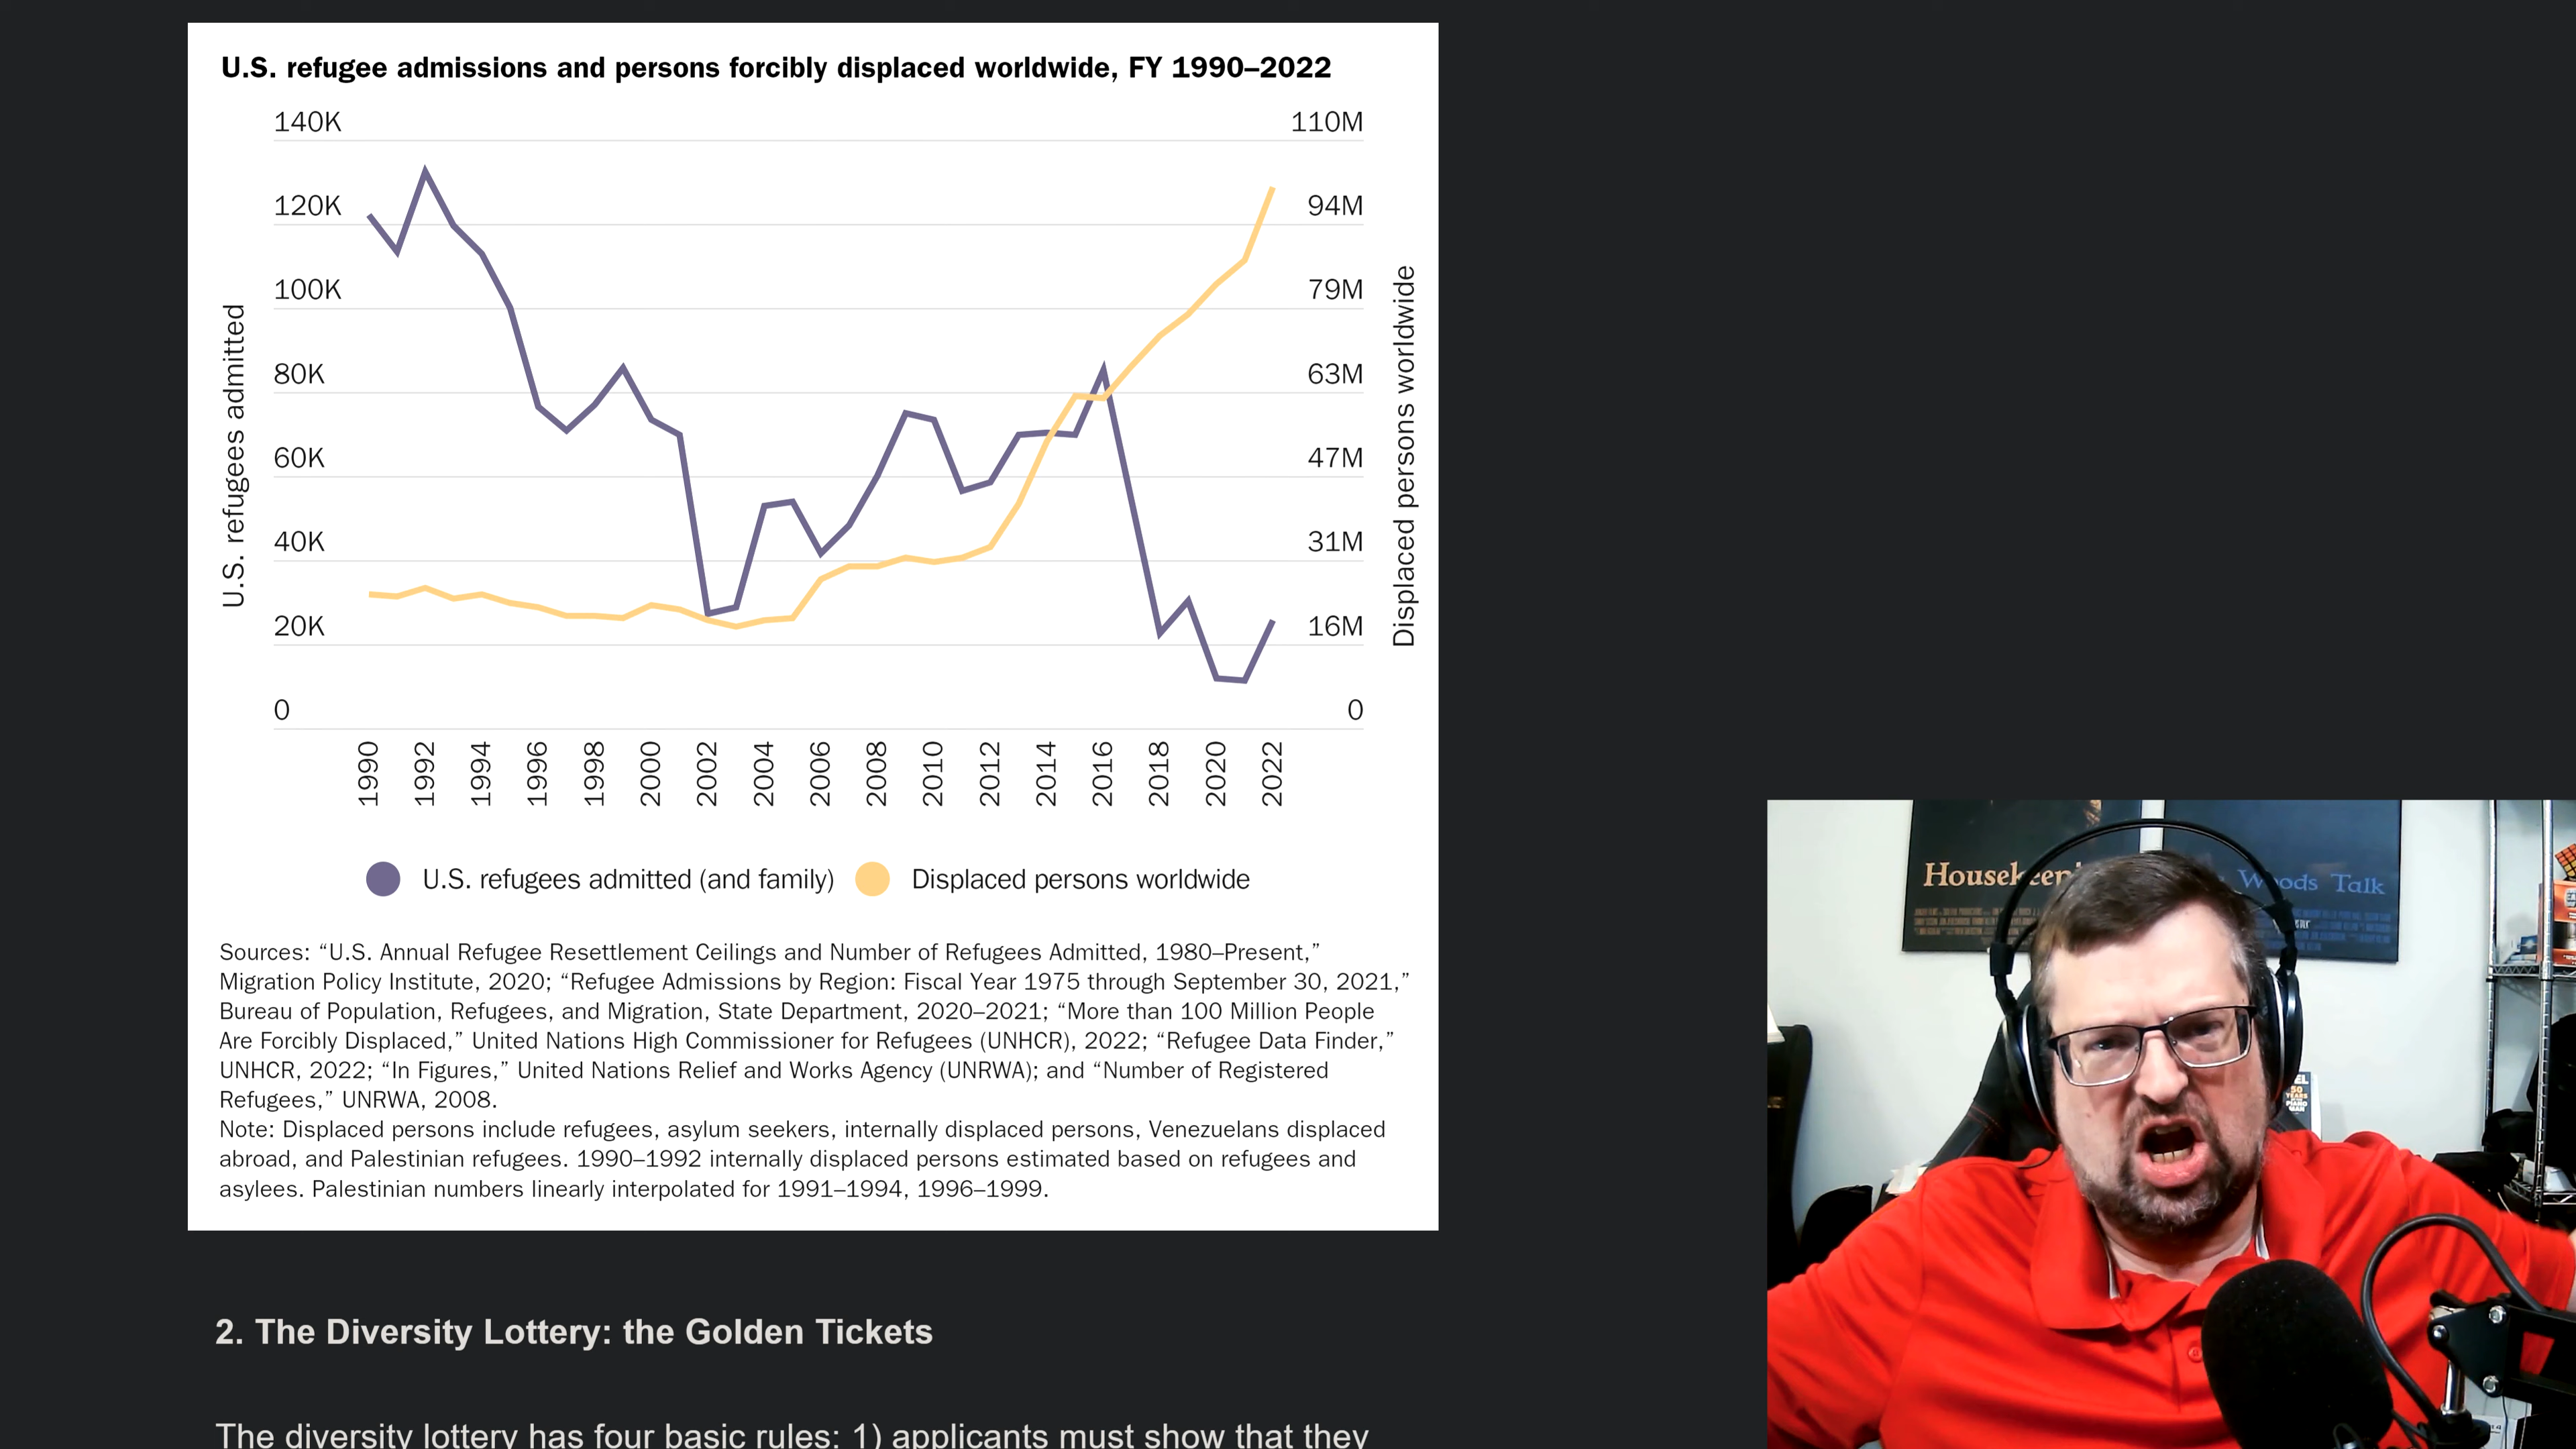 U.S. refugee admissions and persons forcibly displaced worldwide, FY 1990–2022
140K
120K
100K
80K
60K
40K
20K
0
U.S. refugees admitted
110M
94M
79M
63M
47M
31M
16M
0
Displaced persons worldwide
1990 1992 1994 1996 1998 2000 2002 2004 2006 2008 2010 2012 2014 2016 2018 2020 2022
U.S. refugees admitted (and family) Displaced persons worldwide
Sources: “U.S. Annual Refugee Resettlement Ceilings and Number of Refugees Admitted, 1980–Present,”
Migration Policy Institute, 2020; “Refugee Admissions by Region: Fiscal Year 1975 through September 30, 2021,”
Bureau of Population, Refugees, and Migration, State Department, 2020–2021; “More than 100 Million People
Are Forcibly Displaced,” United Nations High Commissioner for Refugees (UNHCR), 2022; “Refugee Data Finder,”
UNHCR, 2022; “In Figures,” United Nations Relief and Works Agency (UNRWA); and “Number of Registered
Refugees,” UNRWA, 2008.
Note: Displaced persons include refugees, asylum seekers, internally displaced persons, Venezuelans displaced
abroad, and Palestinian refugees. 1990–1992 internally displaced persons estimated based on refugees and
asylees. Palestinian numbers linearly interpolated for 1991–1994, 1996–1999.
2. The Diversity Lottery: the Golden Tickets
The diversity lottery has four basic rules: 1) applicants must show that they
Woods Talk